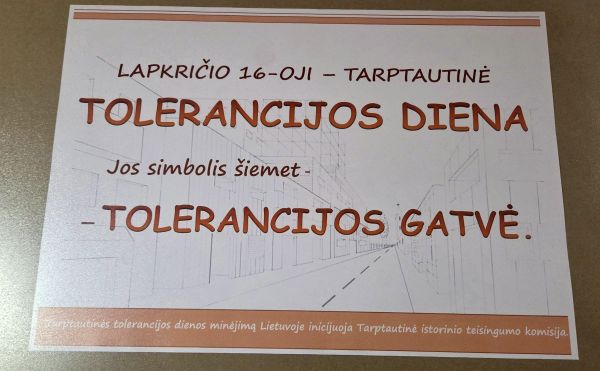 LAPKRIČIO 16-OJI – TARPTAUTINĖ
TOLERANCIJOS DIENA
Jos simbolis šiemet -
– TOLERANCIJOS GATVĖ.
Tarptautinės tolerancijos dienos minėjimą Lietuvoje inicijuoja Tarptautinė istorinio teisingumo komisija.